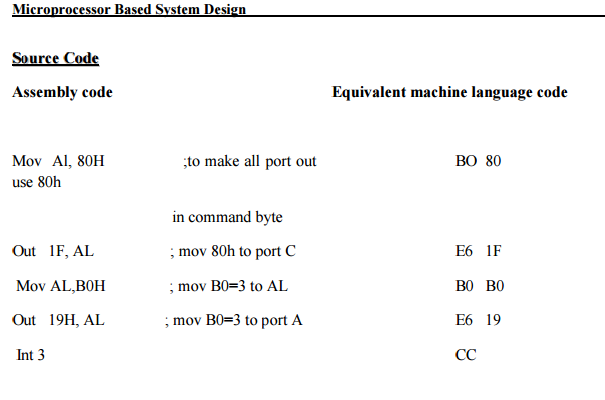 Microprocessor Based System Design
Source Code
Assembly code Equivalent machine language code
Mov Al, 80H ;to make all port out BO 80
use 80h
in command byte
Out 1F, AL ; mov 80h to port C E6 1F
Mov AL,B0H ; mov B0=3 to AL B0 B0
Out 19H, AL ; mov B0=3 to port A E6 19
Int 3 CC